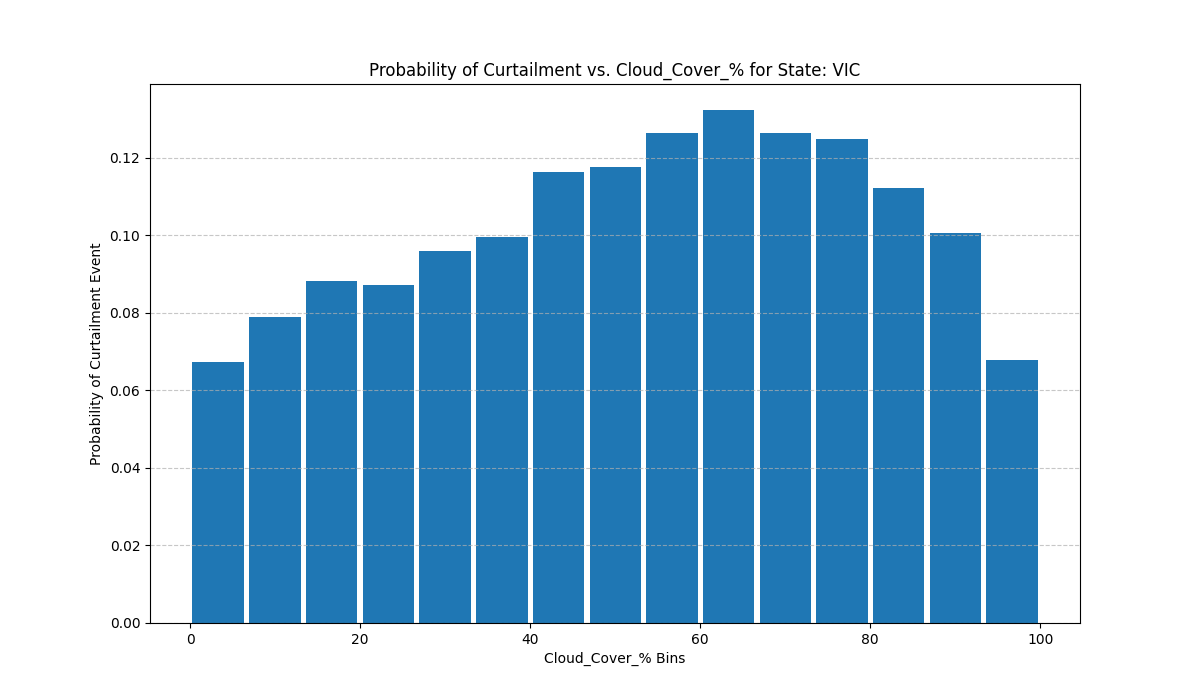 Probability of Curtailment vs. Cloud_Cover_% for State: VIC
Probability of Curtailment Event
0.12
0.10
0.08
0.06
0.04
0.02
0.00
0 20 40 60 80 100
Cloud_Cover_% Bins